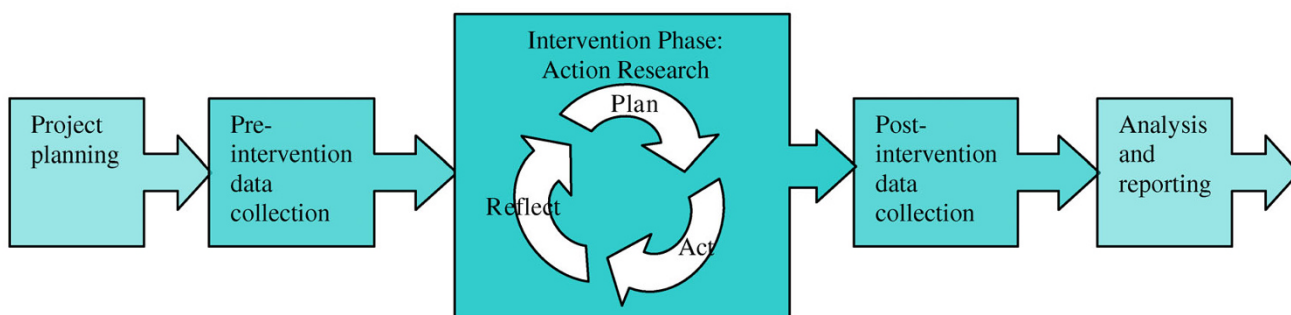 Project
planning
Pre-
intervention
data
collection
Intervention Phase:
Action Research
Plan
Act
Reflect
Post-
intervention
data
collection
Analysis
and
reporting